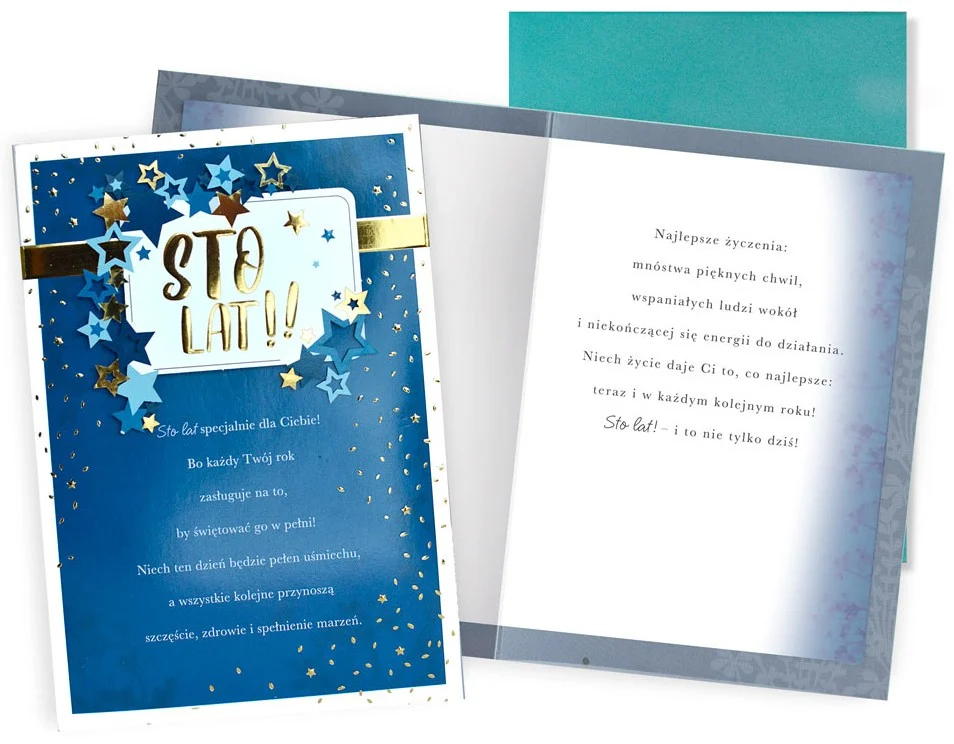 STO
LAT!!
Sto lat specjalnie dla Ciebie!
Bo każdy Twój rok
zasługuje na to,
by świętować go w pełni!
Niech ten dzień będzie pełen uśmiechu,
a wszystkie kolejne przynoszą
szczęście, zdrowie i spełnienie marzeń.
Najlepsze życzenia:
mnóstwa pięknych chwil,
wspaniałych ludzi wokół
i niekończącej się energii do działania.
Niech życie daje Ci to, co najlepsze:
teraz i w każdym kolejnym roku!
Sto lat! – i to nie tylko dziś!